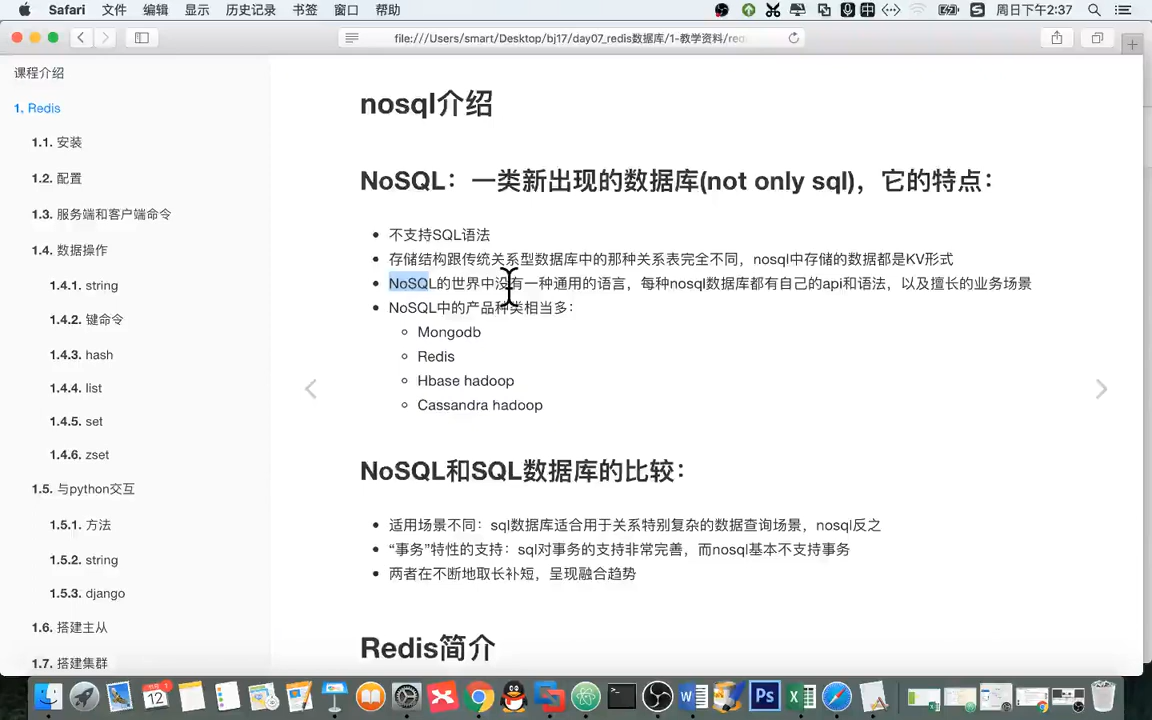 Safari 文件 编辑 显示 历史记录 书签 窗口 帮助 周日下午2:37
file:///Users/smart/Desktop/bj17/day07_redis数据库/1-教学资料/red
课程介绍
1. Redis
1.1. 安装
1.2. 配置
1.3. 服务端和客户端命令
1.4. 数据操作
1.4.1. string
1.4.2. 键命令
1.4.3. hash
1.4.4. list
1.4.5. set
1.4.6. zset
1.5. 与python交互
1.5.1. 方法
1.5.2. string
1.5.3. django
1.6. 搭建主从
1.7. 搭建集群
nosql介绍
NoSQL：一类新出现的数据库(not only sql)，它的特点：
不支持SQL语法
存储结构跟传统关系型数据库中的那种关系表完全不同，nosql中存储的数据都是KV形式
NoSQL的世界中没有一种通用的语言，每种nosql数据库都有自己的api和语法，以及擅长的业务场景
NoSQL中的产品种类相当多：
Mongodb
Redis
Hbase hadoop
Cassandra hadoop
NoSQL和SQL数据库的比较：
适用场景不同：sql数据库适合用于关系特别复杂的数据查询场景，nosql反之
“事务”特性的支持：sql对事务的支持非常完善，而nosql基本不支持事务
两者在不断地取长补短，呈现融合趋势
Redis简介